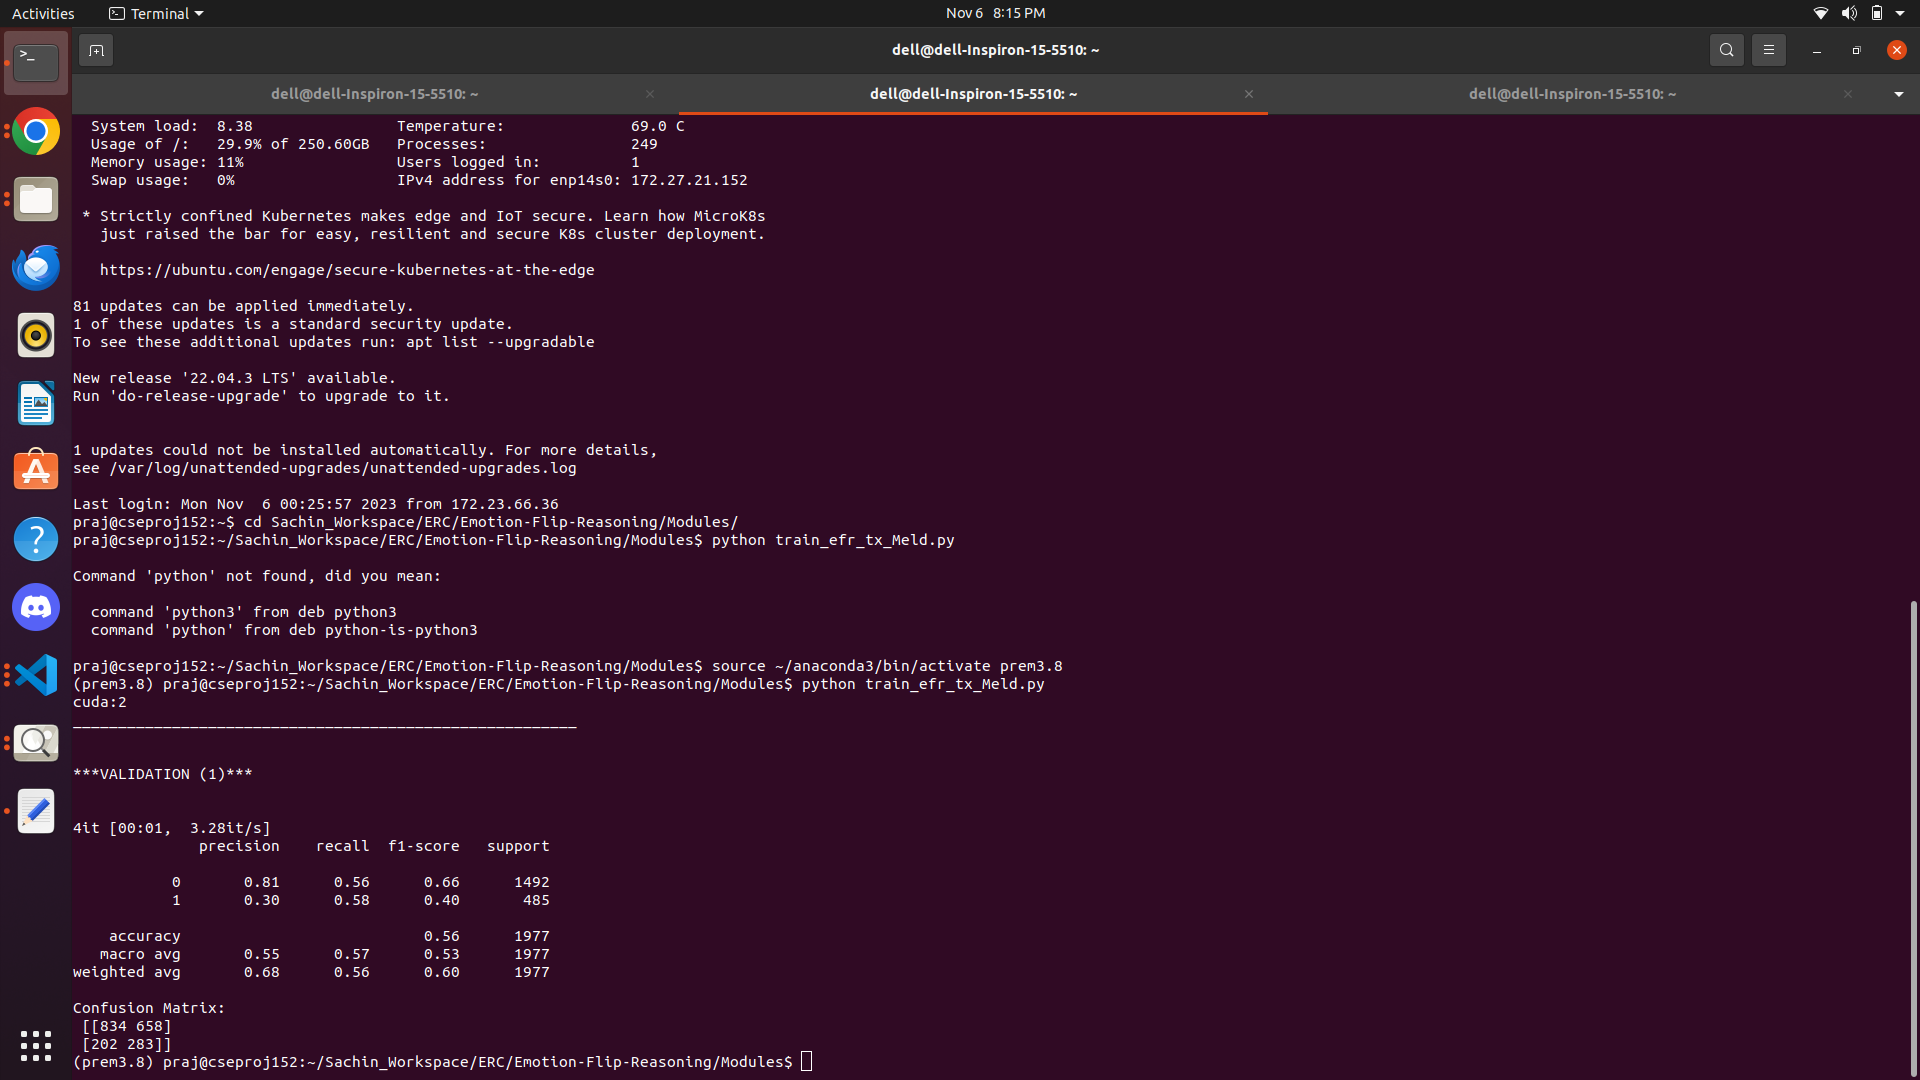 Activities
Terminal
Nov 6 8:15 PM
dell@dell-Inspiron-15-5510: ~
dell@dell-Inspiron-15-5510: ~
dell@dell-Inspiron-15-5510: ~
dell@dell-Inspiron-15-5510: ~
System load: 8.38 Temperature: 69.0 C
Usage of /: 29.9% of 250.60GB Processes: 249
Memory usage: 11% Users logged in: 1
Swap usage: 0% IPv4 address for enp14s0: 172.27.21.152
* Strictly confined Kubernetes makes edge and IoT secure. Learn how MicroK8s
just raised the bar for easy, resilient and secure K8s cluster deployment.
https://ubuntu.com/engage/secure-kubernetes-at-the-edge
81 updates can be applied immediately.
1 of these updates is a standard security update.
To see these additional updates run: apt list --upgradable
New release '22.04.3 LTS' available.
Run 'do-release-upgrade' to upgrade to it.
1 updates could not be installed automatically. For more details,
see /var/log/unattended-upgrades/unattended-upgrades.log
Last login: Mon Nov  6 00:25:57 2023 from 172.23.66.36
praj@cseproj152:~$ cd Sachin_Workspace/ERC/Emotion-Flip-Reasoning/Modules/
praj@cseproj152:~/Sachin_Workspace/ERC/Emotion-Flip-Reasoning/Modules$ python train_efr_tx_Meld.py
Command 'python' not found, did you mean:
command 'python3' from deb python3
command 'python' from deb python-is-python3
praj@cseproj152:~/Sachin_Workspace/ERC/Emotion-Flip-Reasoning/Modules$ source ~/anaconda3/bin/activate prem3.8
(prem3.8) praj@cseproj152:~/Sachin_Workspace/ERC/Emotion-Flip-Reasoning/Modules$ python train_efr_tx_Meld.py
cuda:2
________________________________________________________
***VALIDATION (1)***
4it [00:01,  3.28it/s]
precision recall f1-score support
0 0.81 0.56 0.66 1492
1 0.30 0.58 0.40 485
accuracy 0.56 1977
macro avg 0.55 0.57 0.53 1977
weighted avg 0.68 0.56 0.60 1977
Confusion Matrix:
[[834 658]
[202 283]]
(prem3.8) praj@cseproj152:~/Sachin_Workspace/ERC/Emotion-Flip-Reasoning/Modules$